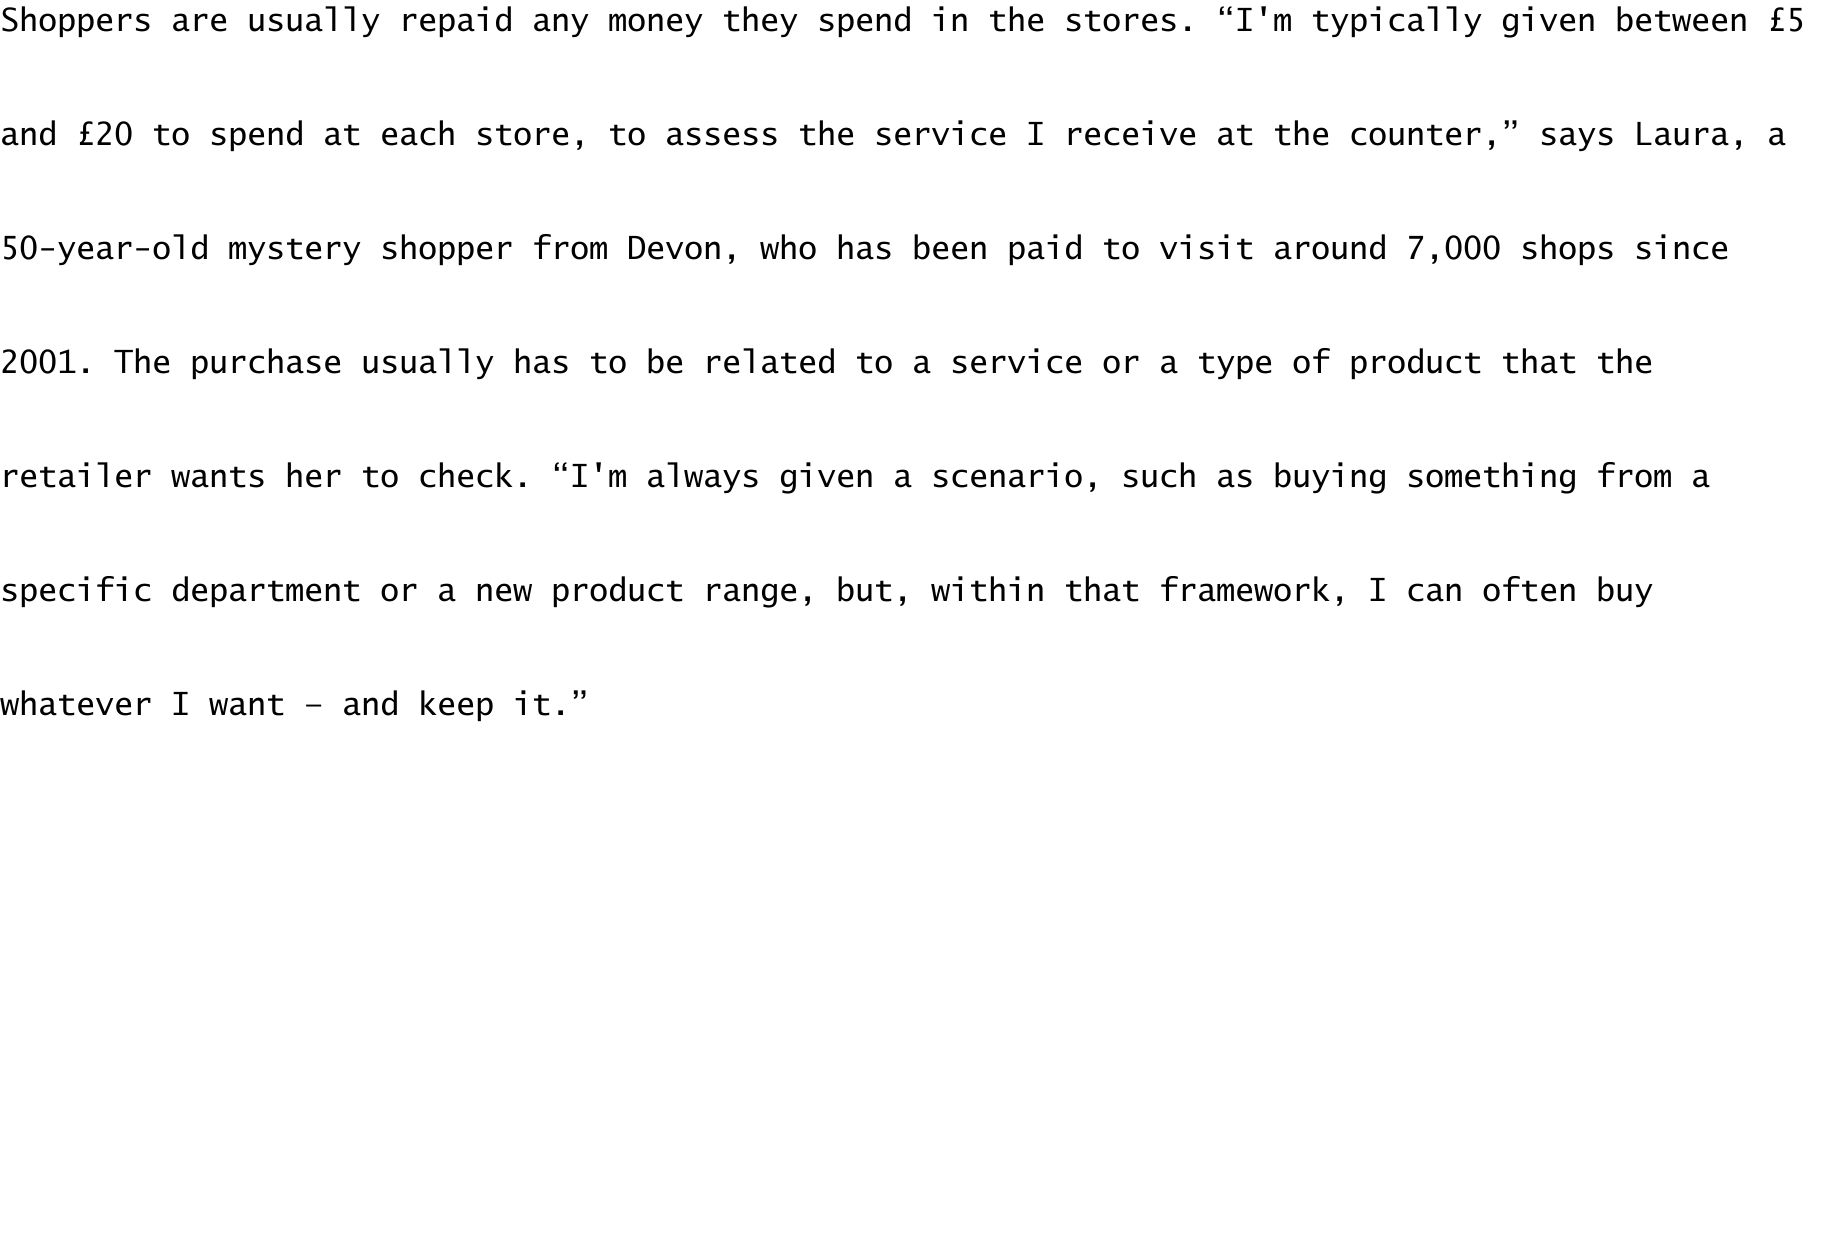 Shoppers are usually repaid any money they spend in the stores. “I'm typically given between £5
and £20 to spend at each store, to assess the service I receive at the counter,” says Laura, a
50-year-old mystery shopper from Devon, who has been paid to visit around 7,000 shops since
2001. The purchase usually has to be related to a service or a type of product that the
retailer wants her to check. “I'm always given a scenario, such as buying something from a
specific department or a new product range, but, within that framework, I can often buy
whatever I want – and keep it.”